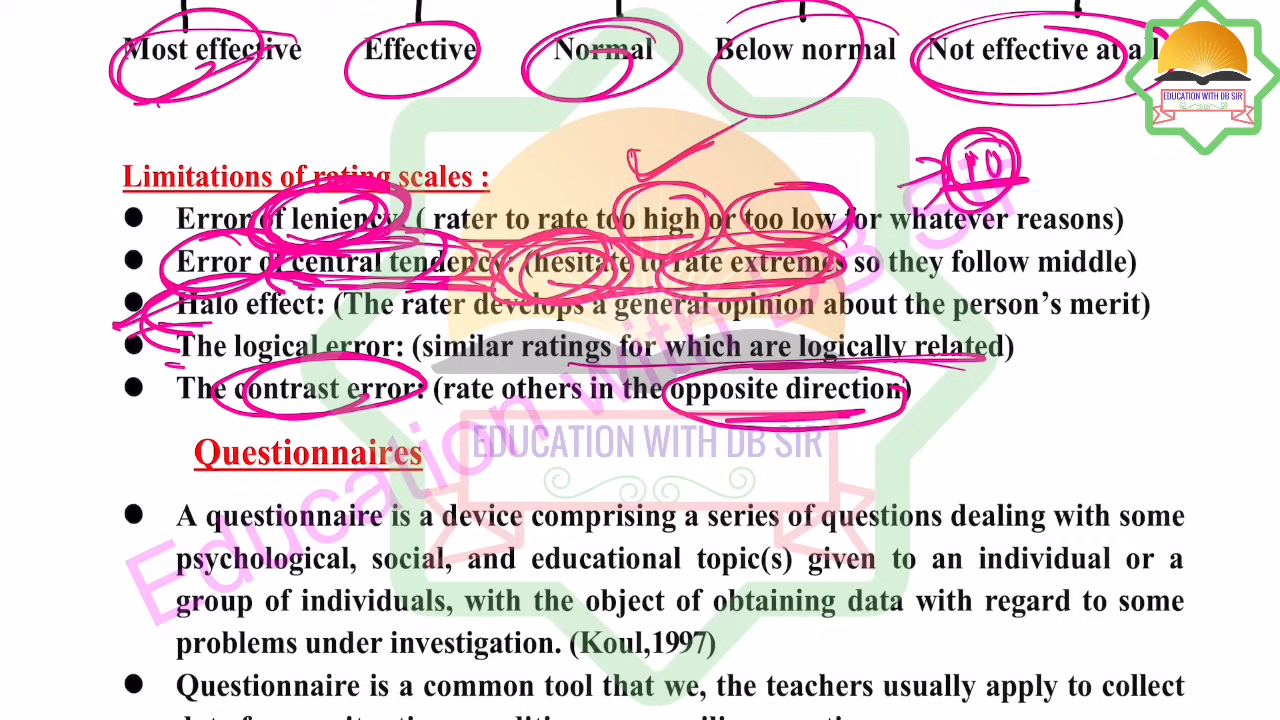 Most effective Effective Normal Below normal Not effective at all
EDUCATION WITH DB SIR
10
Limitations of rating scales :
● Error of leniency ( rater to rate too high or too low for whatever reasons)
● Error of central tendency: (hesitate to rate extremes so they follow middle)
● Halo effect: (The rater develops a general opinion about the person’s merit)
● The logical error: (similar ratings for which are logically related)
● The contrast error: (rate others in the opposite direction)
EDUCATION WITH DB SIR
Education with DB Sir
Questionnaires
● A questionnaire is a device comprising a series of questions dealing with some
psychological, social, and educational topic(s) given to an individual or a
group of individuals, with the object of obtaining data with regard to some
problems under investigation. (Koul,1997)
● Questionnaire is a common tool that we, the teachers usually apply to collect